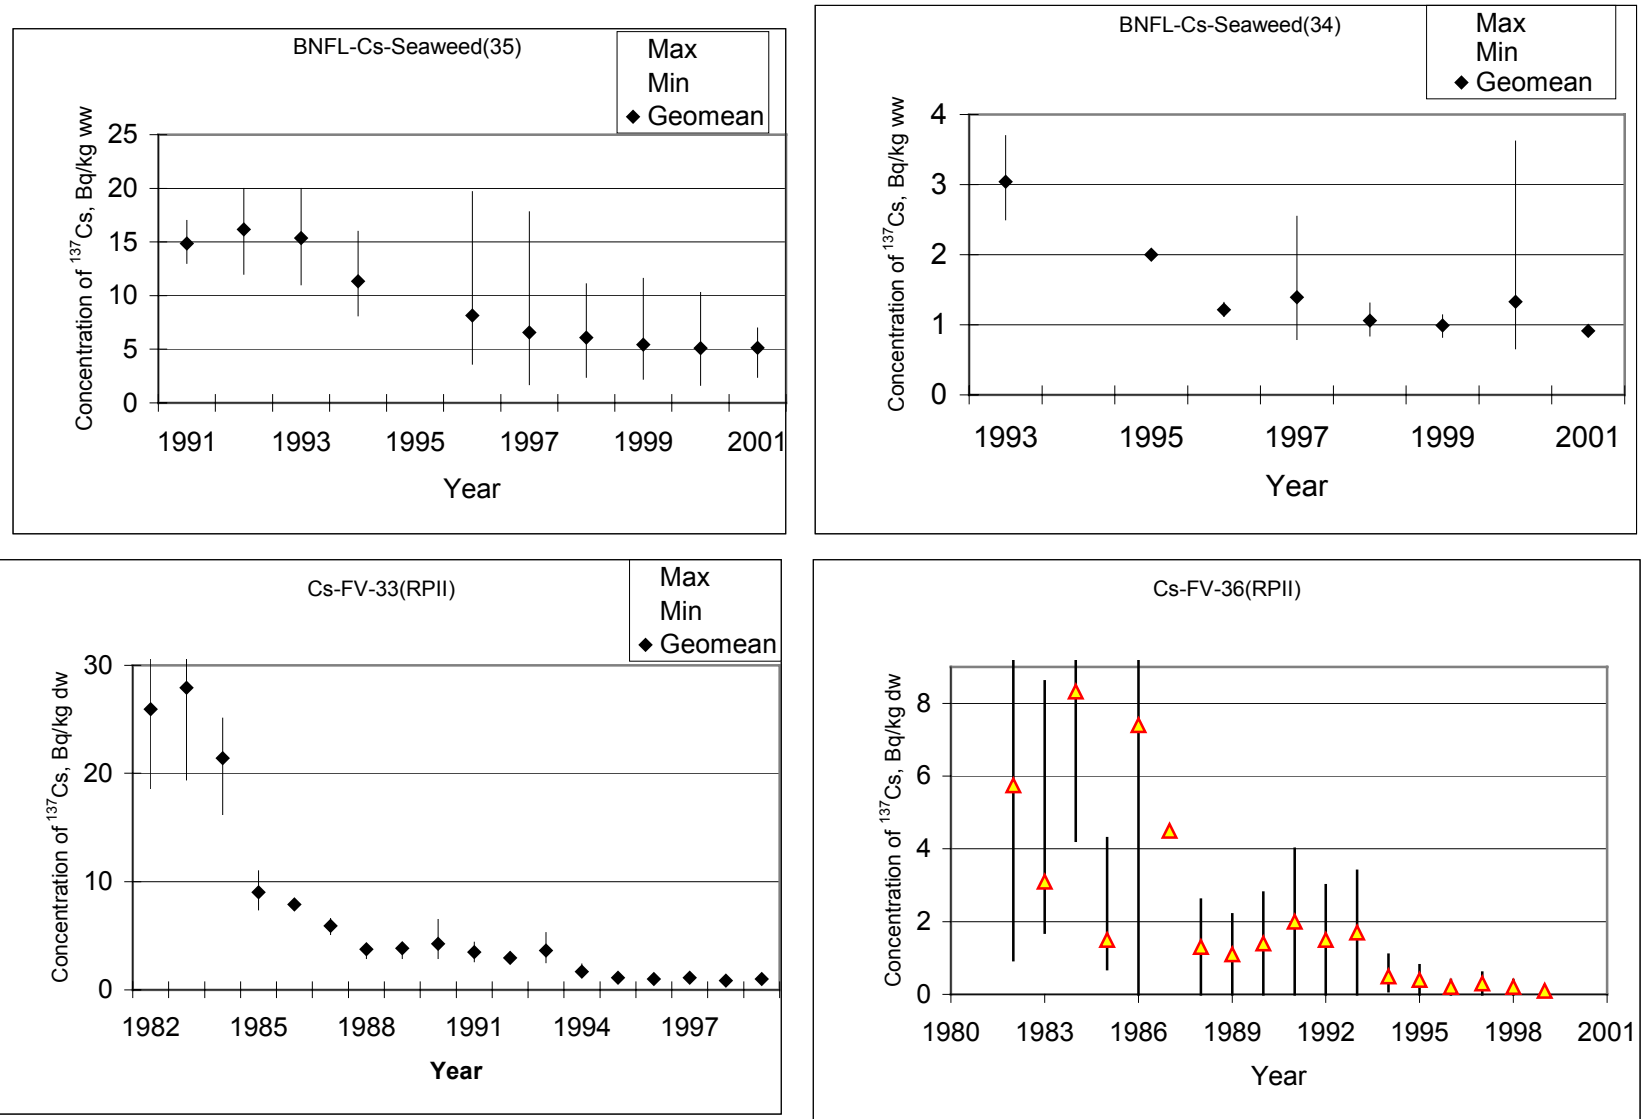 BNFL-Cs-Seaweed(35)
Max
Min
Geomean
Concentration of ¹³⁷Cs, Bq/kg ww
25
20
15
10
5
0
1991 1993 1995 1997 1999 2001
Year
BNFL-Cs-Seaweed(34)
Max
Min
Geomean
Concentration of ¹³⁷Cs, Bq/kg ww
4
3
2
1
0
1993 1995 1997 1999 2001
Year
Cs-FV-33(RPII)
Max
Min
Geomean
Concentration of ¹³⁷Cs, Bq/kg dw
30
20
10
0
1982 1985 1988 1991 1994 1997
Year
Cs-FV-36(RPII)
Concentration of ¹³⁷Cs, Bq/kg dw
8
6
4
2
0
1980 1983 1986 1989 1992 1995 1998 2001
Year